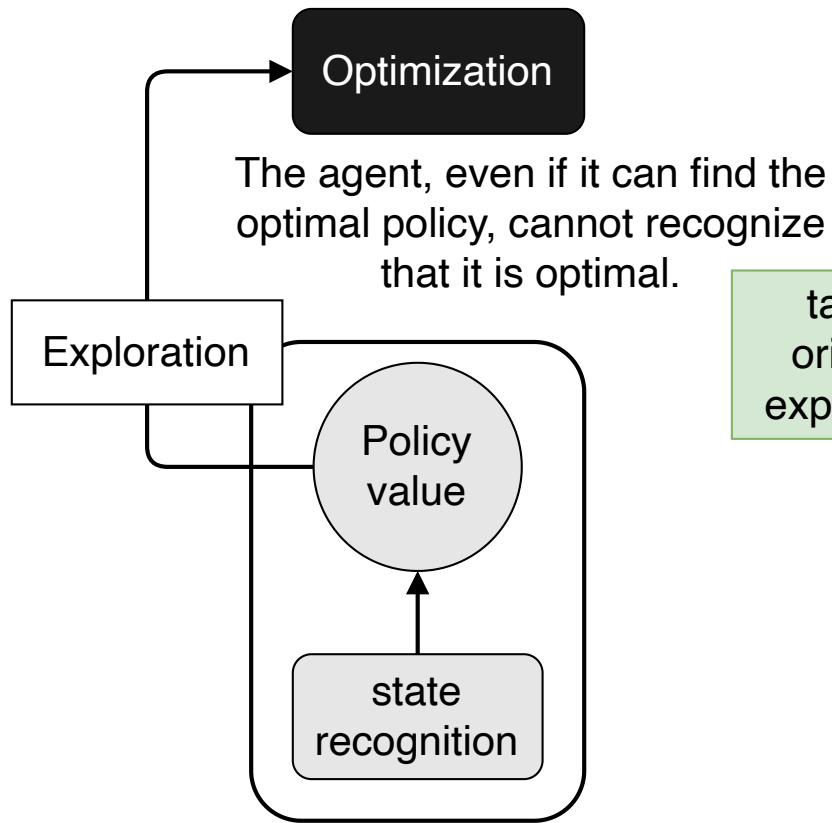 Optimization
The agent, even if it can find the
optimal policy, cannot recognize
that it is optimal.
Exploration
Policy
value
state
recognition